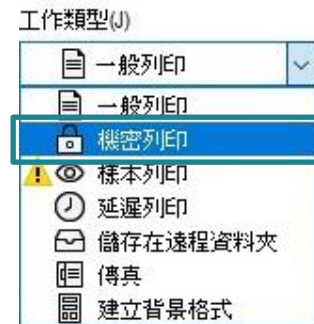 工作類型(J)
一般列印
一般列印
機密列印
樣本列印
延遲列印
儲存在遠程資料夾
傳真
建立背景格式